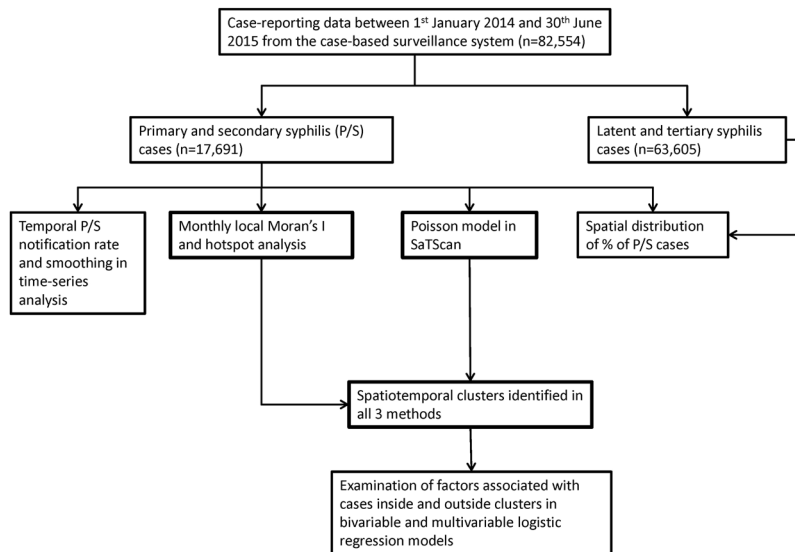 Case-reporting data between 1st January 2014 and 30th June
2015 from the case-based surveillance system (n=82,554)
Primary and secondary syphilis (P/S)
cases (n=17,691)
Latent and tertiary syphilis
cases (n=63,605)
Temporal P/S
notification rate
and smoothing in
time-series
analysis
Monthly local Moran's I
and hotspot analysis
Poisson model in
SaTScan
Spatial distribution
of % of P/S cases
Spatiotemporal clusters identified in
all 3 methods
Examination of factors associated with
cases inside and outside clusters in
bivariable and multivariable logistic
regression models